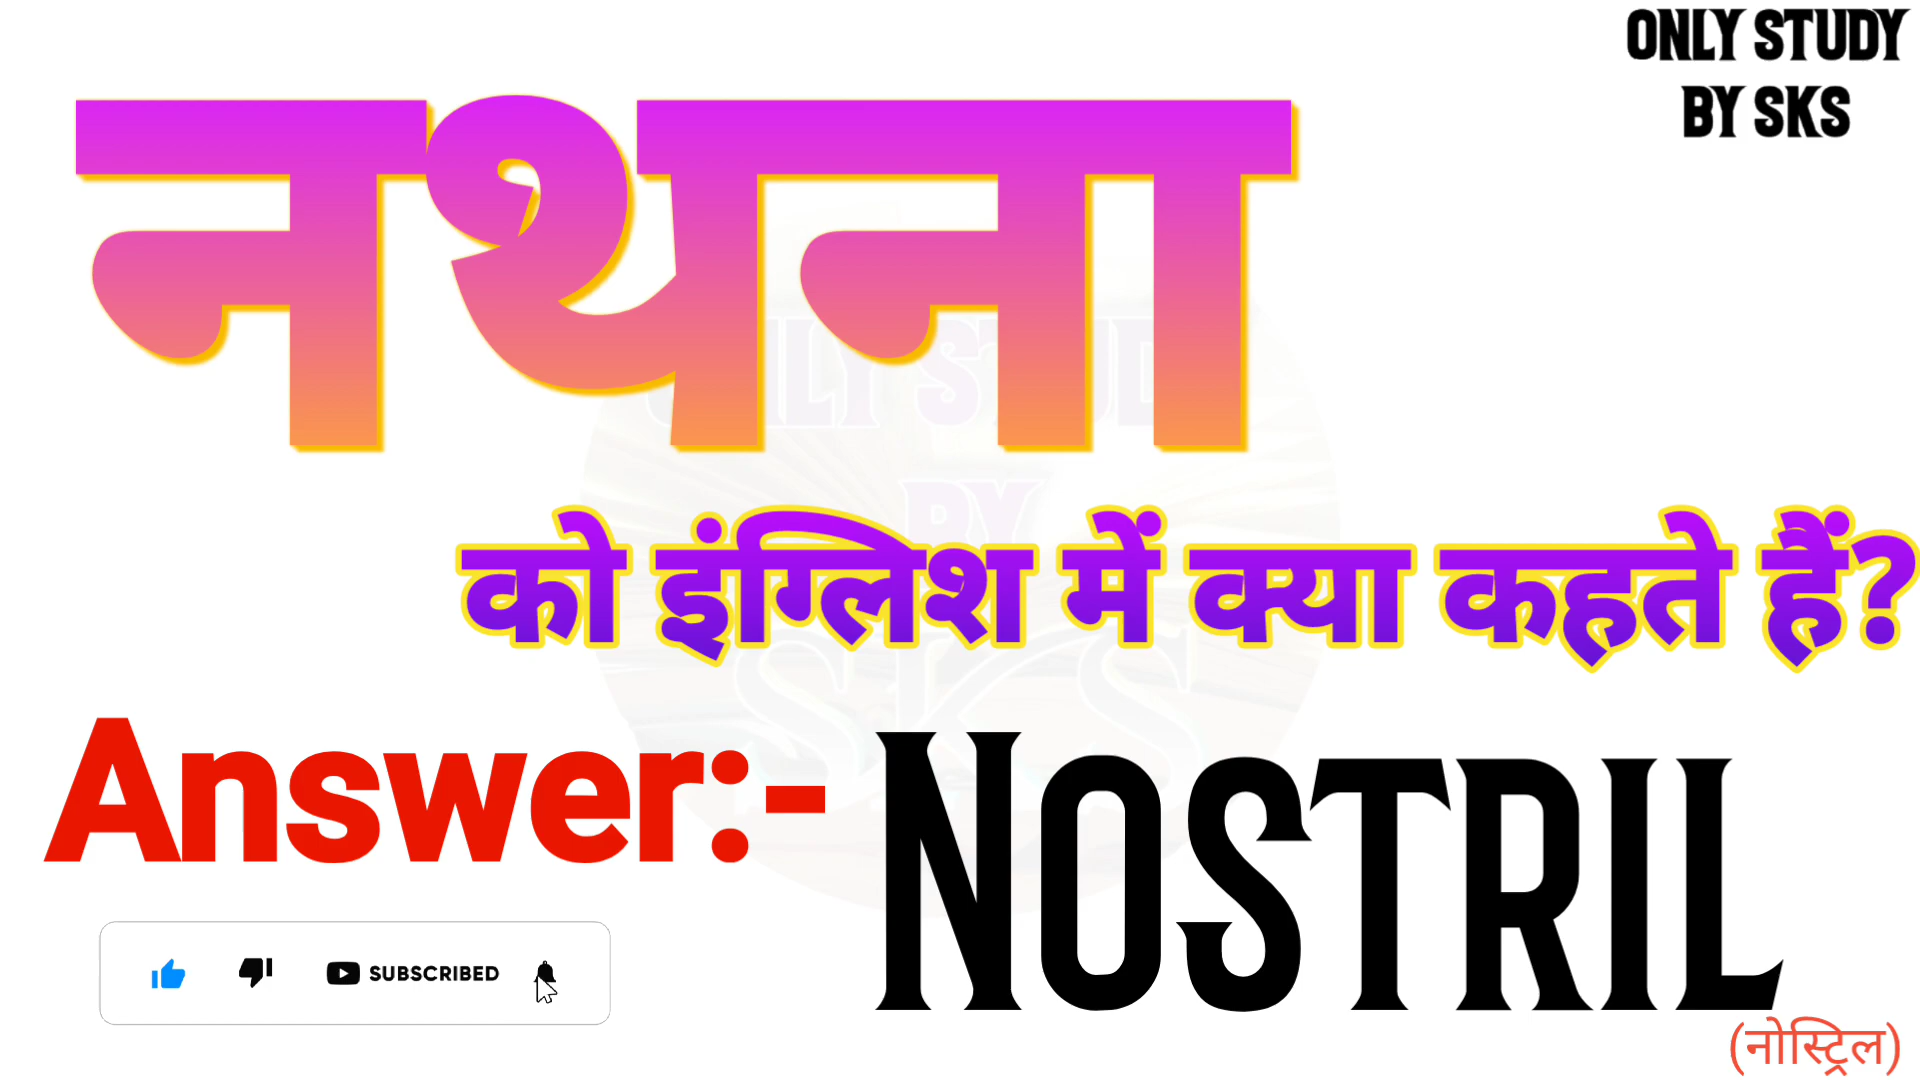 ONLY STUDY
BY SKS
नथना
को इंग्लिश में क्या कहते हैं?
Answer:- NOSTRIL
(नोस्ट्रिल)
SUBSCRIBED